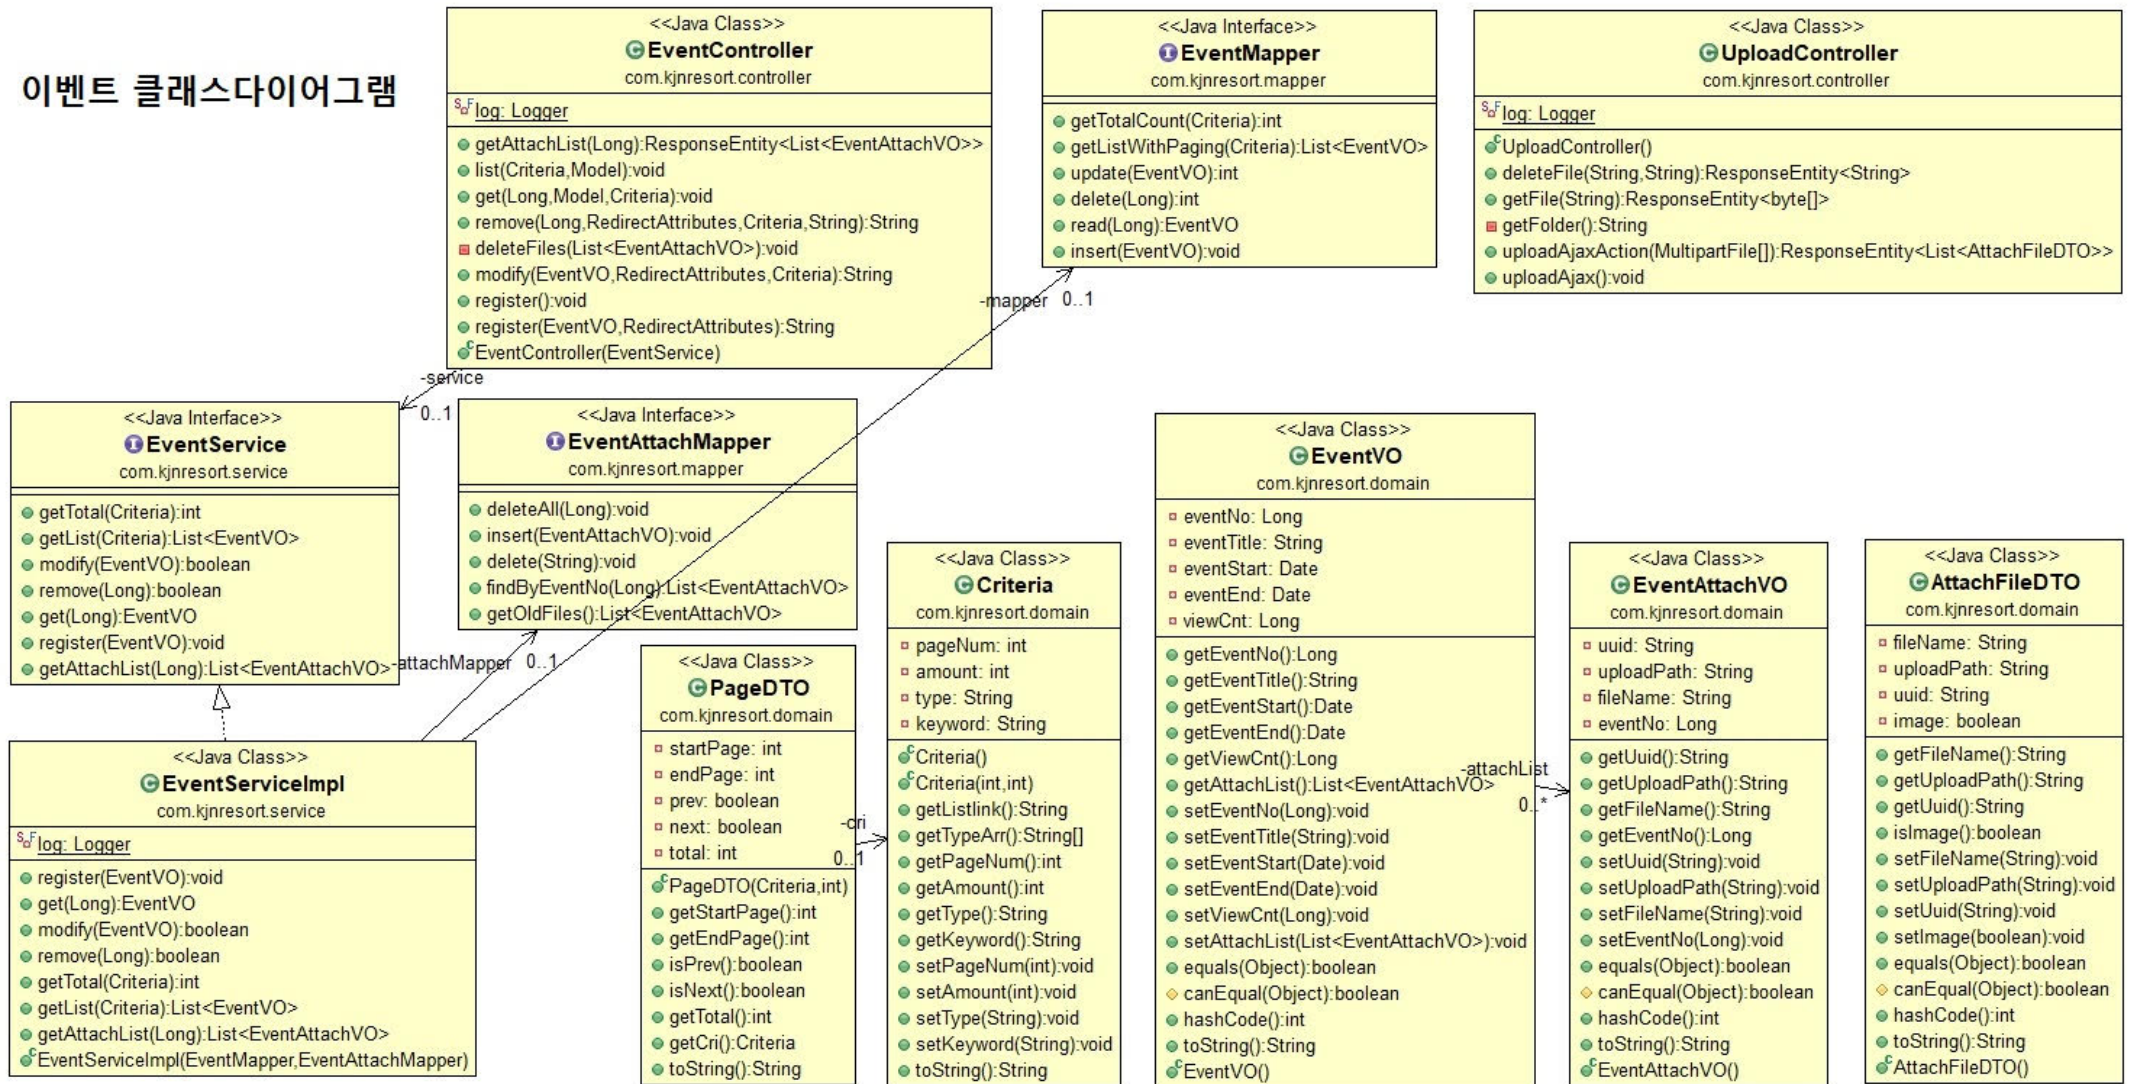 이벤트 클래스다이어그램
<<Java Class>>
EventController
com.kjnresort.controller
log: Logger
getAttachList(Long):ResponseEntity<List<EventAttachVO>>
list(Criteria,Model):void
get(Long,Model,Criteria):void
remove(Long,RedirectAttributes,Criteria,String):String
deleteFiles(List<EventAttachVO>):void
modify(EventVO,RedirectAttributes,Criteria):String
register():void
register(EventVO,RedirectAttributes):String
EventController(EventService)
<<Java Interface>>
EventMapper
com.kjnresort.mapper
getTotalCount(Criteria):int
getListWithPaging(Criteria):List<EventVO>
update(EventVO):int
delete(Long):int
read(Long):EventVO
insert(EventVO):void
<<Java Class>>
UploadController
com.kjnresort.controller
log: Logger
UploadController()
deleteFile(String,String):ResponseEntity<String>
getFile(String):ResponseEntity<byte[]>
getFolder():String
uploadAjaxAction(MultipartFile[]):ResponseEntity<List<AttachFileDTO>>
uploadAjax():void
-mapper 0..1
-service
0..1
<<Java Interface>>
EventService
com.kjnresort.service
getTotal(Criteria):int
getList(Criteria):List<EventVO>
modify(EventVO):boolean
remove(Long):boolean
get(Long):EventVO
register(EventVO):void
getAttachList(Long):List<EventAttachVO>
<<Java Interface>>
EventAttachMapper
com.kjnresort.mapper
deleteAll(Long):void
insert(EventAttachVO):void
delete(String):void
findByEventNo(Long):List<EventAttachVO>
getOldFiles():List<EventAttachVO>
-attachMapper 0..1
<<Java Class>>
EventServiceImpl
com.kjnresort.service
log: Logger
register(EventVO):void
get(Long):EventVO
modify(EventVO):boolean
remove(Long):boolean
getTotal(Criteria):int
getList(Criteria):List<EventVO>
getAttachList(Long):List<EventAttachVO>
EventServiceImpl(EventMapper,EventAttachMapper)
<<Java Class>>
PageDTO
com.kjnresort.domain
startPage: int
endPage: int
prev: boolean
next: boolean
total: int
PageDTO(Criteria,int)
getStartPage():int
getEndPage():int
isPrev():boolean
isNext():boolean
getTotal():int
getCri():Criteria
toString():String
-cri
0..1
<<Java Class>>
Criteria
com.kjnresort.domain
pageNum: int
amount: int
type: String
keyword: String
Criteria()
Criteria(int,int)
getListlink():String
getTypeArr():String[]
getPageNum():int
getAmount():int
getType():String
getKeyword():String
setPageNum(int):void
setAmount(int):void
setType(String):void
setKeyword(String):void
toString():String
<<Java Class>>
EventVO
com.kjnresort.domain
eventNo: Long
eventTitle: String
eventStart: Date
eventEnd: Date
viewCnt: Long
getEventNo():Long
getEventTitle():String
getEventStart():Date
getEventEnd():Date
getViewCnt():Long
getAttachList():List<EventAttachVO>
setEventNo(Long):void
setEventTitle(String):void
setEventStart(Date):void
setEventEnd(Date):void
setViewCnt(Long):void
setAttachList(List<EventAttachVO>):void
equals(Object):boolean
canEqual(Object):boolean
hashCode():int
toString():String
EventVO()
-attachList
0..*
<<Java Class>>
EventAttachVO
com.kjnresort.domain
uuid: String
uploadPath: String
fileName: String
eventNo: Long
getUuid():String
getUploadPath():String
getFileName():String
getEventNo():Long
setUuid(String):void
setUploadPath(String):void
setFileName(String):void
setEventNo(Long):void
equals(Object):boolean
canEqual(Object):boolean
hashCode():int
toString():String
EventAttachVO()
<<Java Class>>
AttachFileDTO
com.kjnresort.domain
fileName: String
uploadPath: String
uuid: String
image: boolean
getFileName():String
getUploadPath():String
getUuid():String
isImage():boolean
setFileName(String):void
setUploadPath(String):void
setUuid(String):void
setImage(boolean):void
equals(Object):boolean
canEqual(Object):boolean
hashCode():int
toString():String
AttachFileDTO()